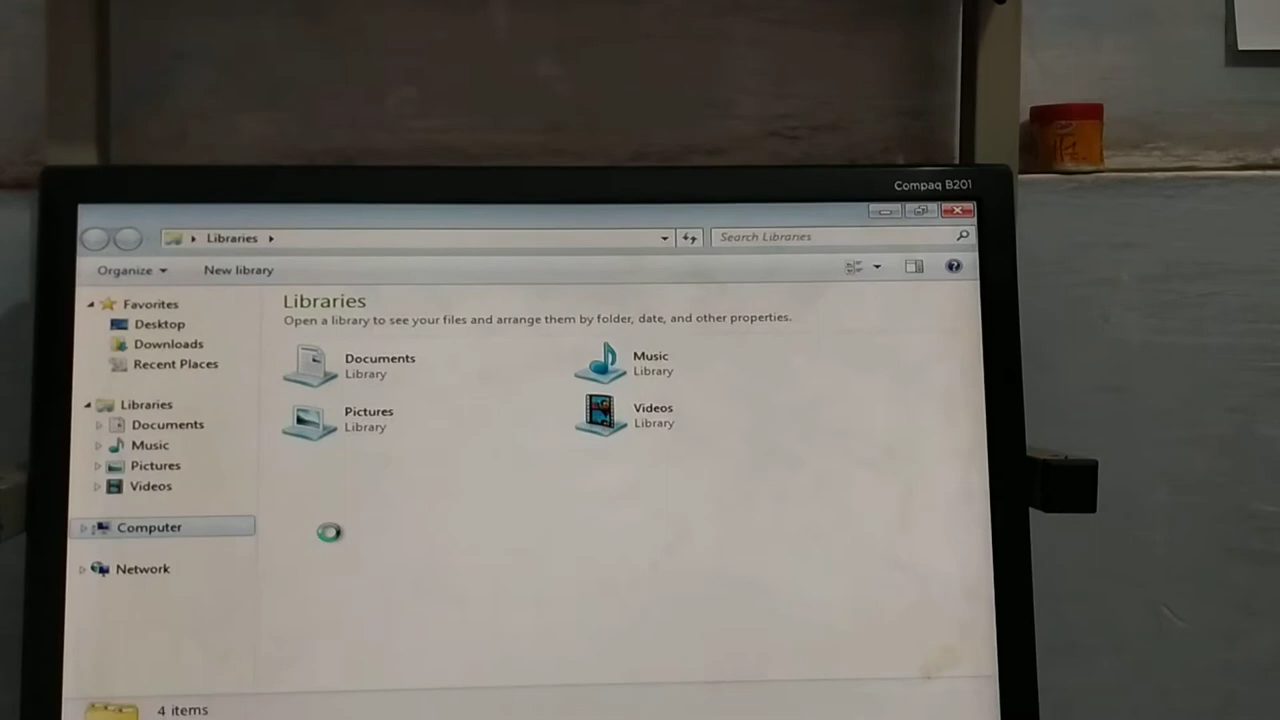 Compaq B201
Libraries
Search Libraries
Organize
New library
Favorites
Desktop
Downloads
Recent Places
Libraries
Documents
Music
Pictures
Videos
Computer
Network
Libraries
Open a library to see your files and arrange them by folder, date, and other properties.
Documents
Library
Music
Library
Pictures
Library
Videos
Library
4 items